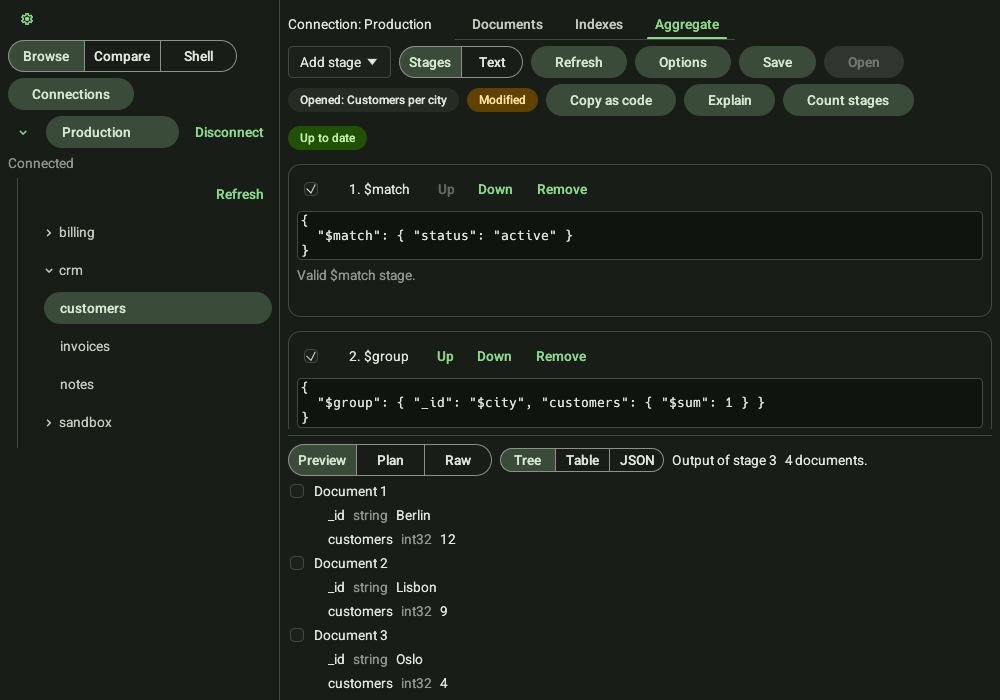 Connection: Production Documents Indexes Aggregate
Browse Compare Shell
Connections
Production Disconnect
Connected
Refresh
billing
crm
customers
invoices
notes
sandbox
Add stage Stages Text Refresh Options Save Open
Opened: Customers per city Modified Copy as code Explain Count stages
Up to date
1. $match Up Down Remove
{
"$match": { "status": "active" }
}
Valid $match stage.
2. $group Up Down Remove
{
"$group": { "_id": "$city", "customers": { "$sum": 1 } }
}
Preview Plan Raw Tree Table JSON Output of stage 3 4 documents.
Document 1
_id string Berlin
customers int32 12
Document 2
_id string Lisbon
customers int32 9
Document 3
_id string Oslo
customers int32 4